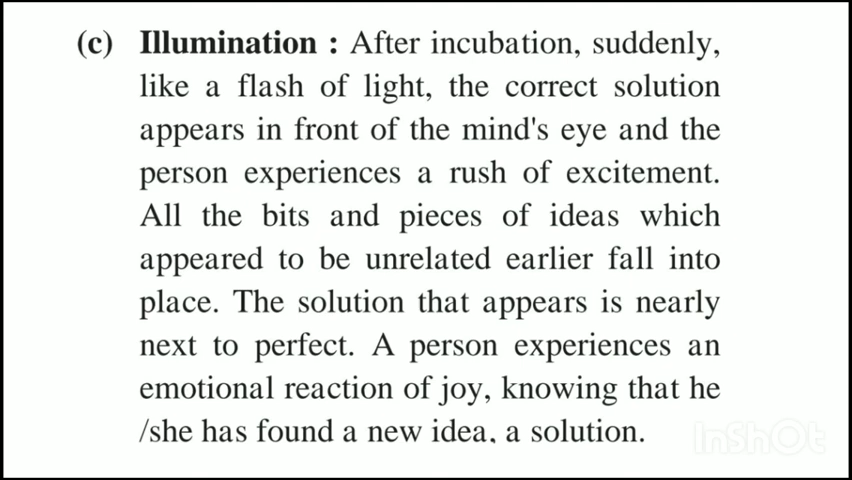 (c) Illumination : After incubation, suddenly,
like a flash of light, the correct solution
appears in front of the mind's eye and the
person experiences a rush of excitement.
All the bits and pieces of ideas which
appeared to be unrelated earlier fall into
place. The solution that appears is nearly
next to perfect. A person experiences an
emotional reaction of joy, knowing that he
/she has found a new idea, a solution.
InShOt